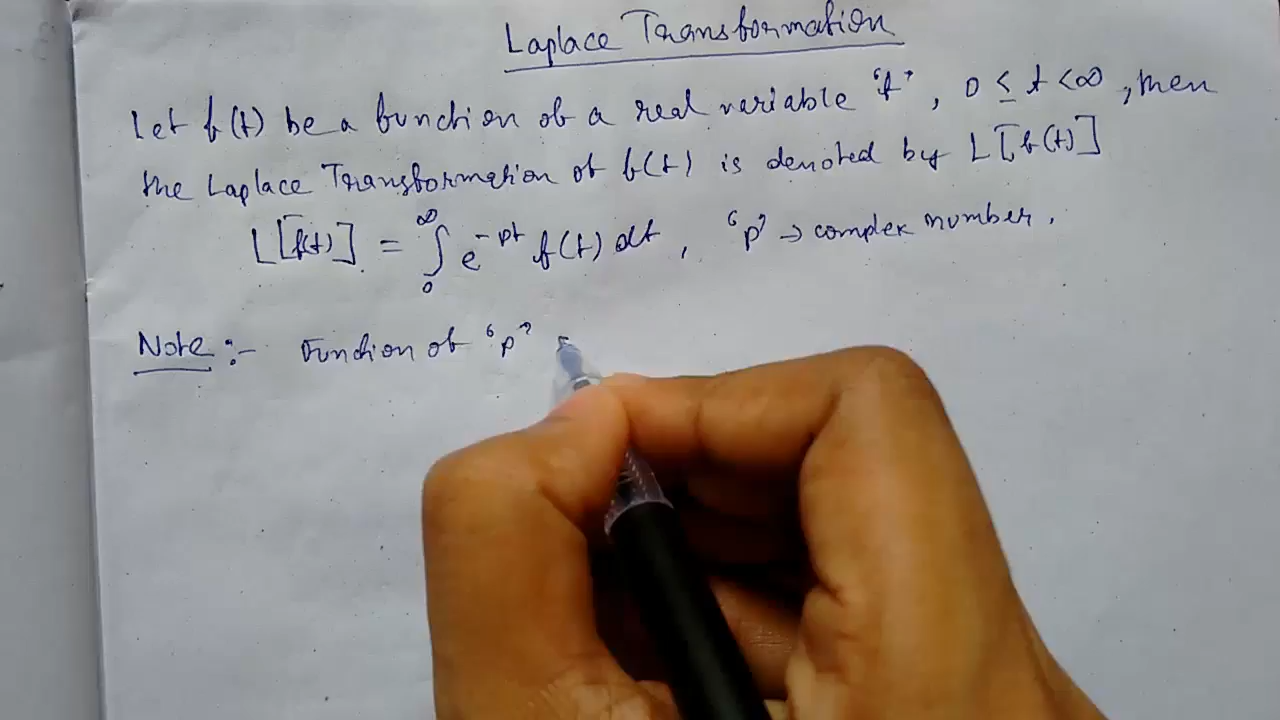 Laplace Transformation
Let f(t) be a function of a real variable 't', 0 ≤ t < ∞, then
the Laplace Transformation of f(t) is denoted by L[f(t)]
L[f(t)] = ∫₀^∞ e^{-pt} f(t) dt, 'p' → complex number.
Note :- Function of 'p'